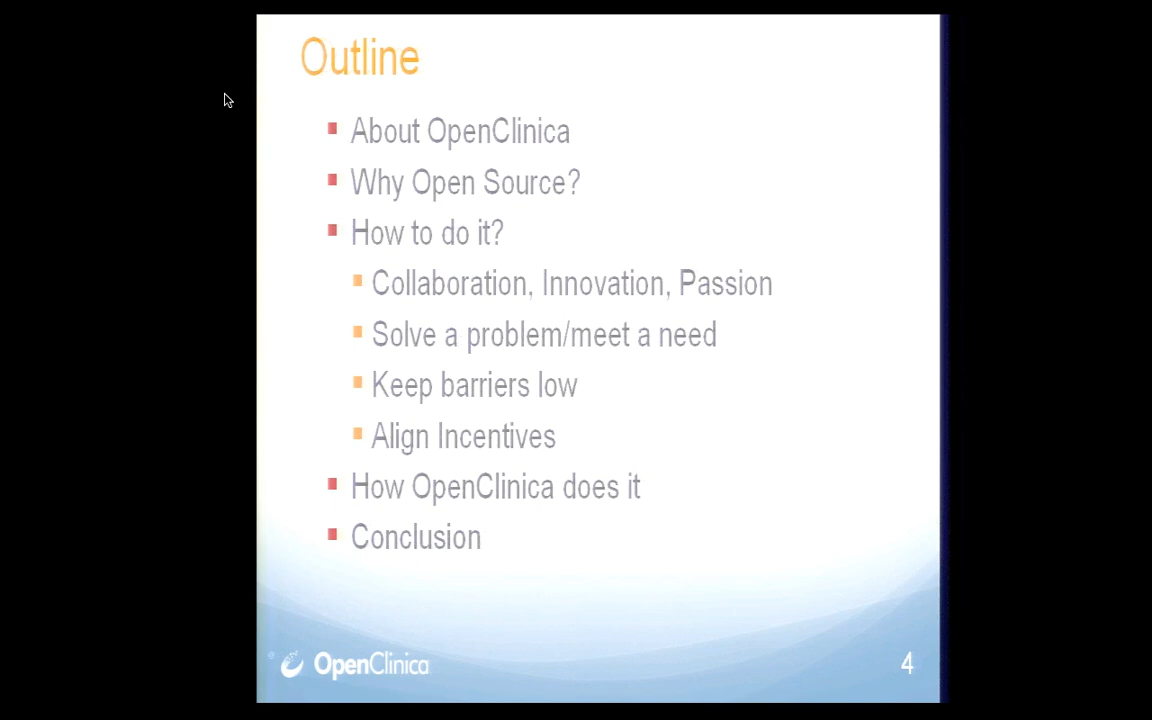 Outline
About OpenClinica
Why Open Source?
How to do it?
Collaboration, Innovation, Passion
Solve a problem/meet a need
Keep barriers low
Align Incentives
How OpenClinica does it
Conclusion
OpenClinica
4